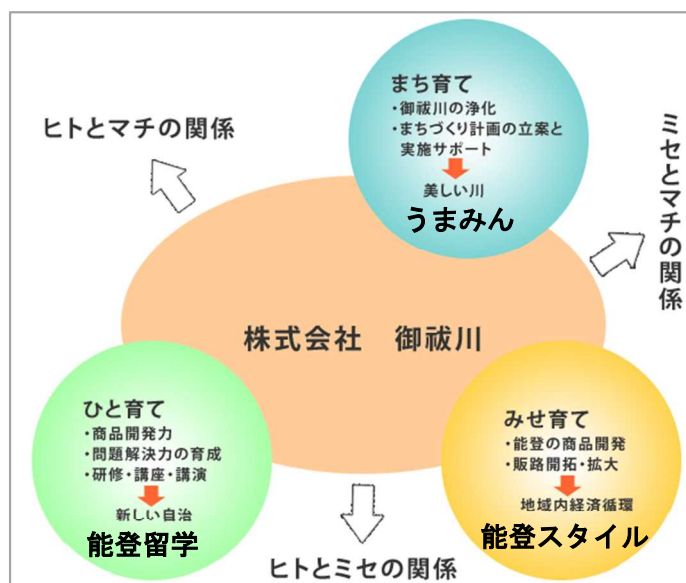 まち育て
・御祓川の浄化
・まちづくり計画の立案と
実施サポート
美しい川
うまみん
ヒトとマチの関係
ミセとマチの関係
株式会社 御祓川
ひと育て
・商品開発力
・問題解決力の育成
・研修・講座・講演
新しい自治
能登留学
みせ育て
・能登の商品開発
・販路開拓・拡大
地域内経済循環
能登スタイル
ヒトとミセの関係